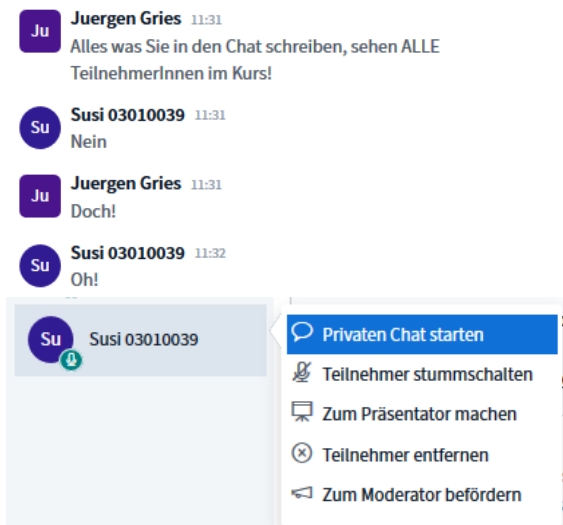 Ju Juergen Gries 11:31
Alles was Sie in den Chat schreiben, sehen ALLE
TeilnehmerInnen im Kurs!
Su Susi 03010039 11:31
Nein
Ju Juergen Gries 11:31
Doch!
Su Susi 03010039 11:32
Oh!
Su Susi 03010039
Privaten Chat starten
Teilnehmer stummschalten
Zum Präsentator machen
Teilnehmer entfernen
Zum Moderator befördern